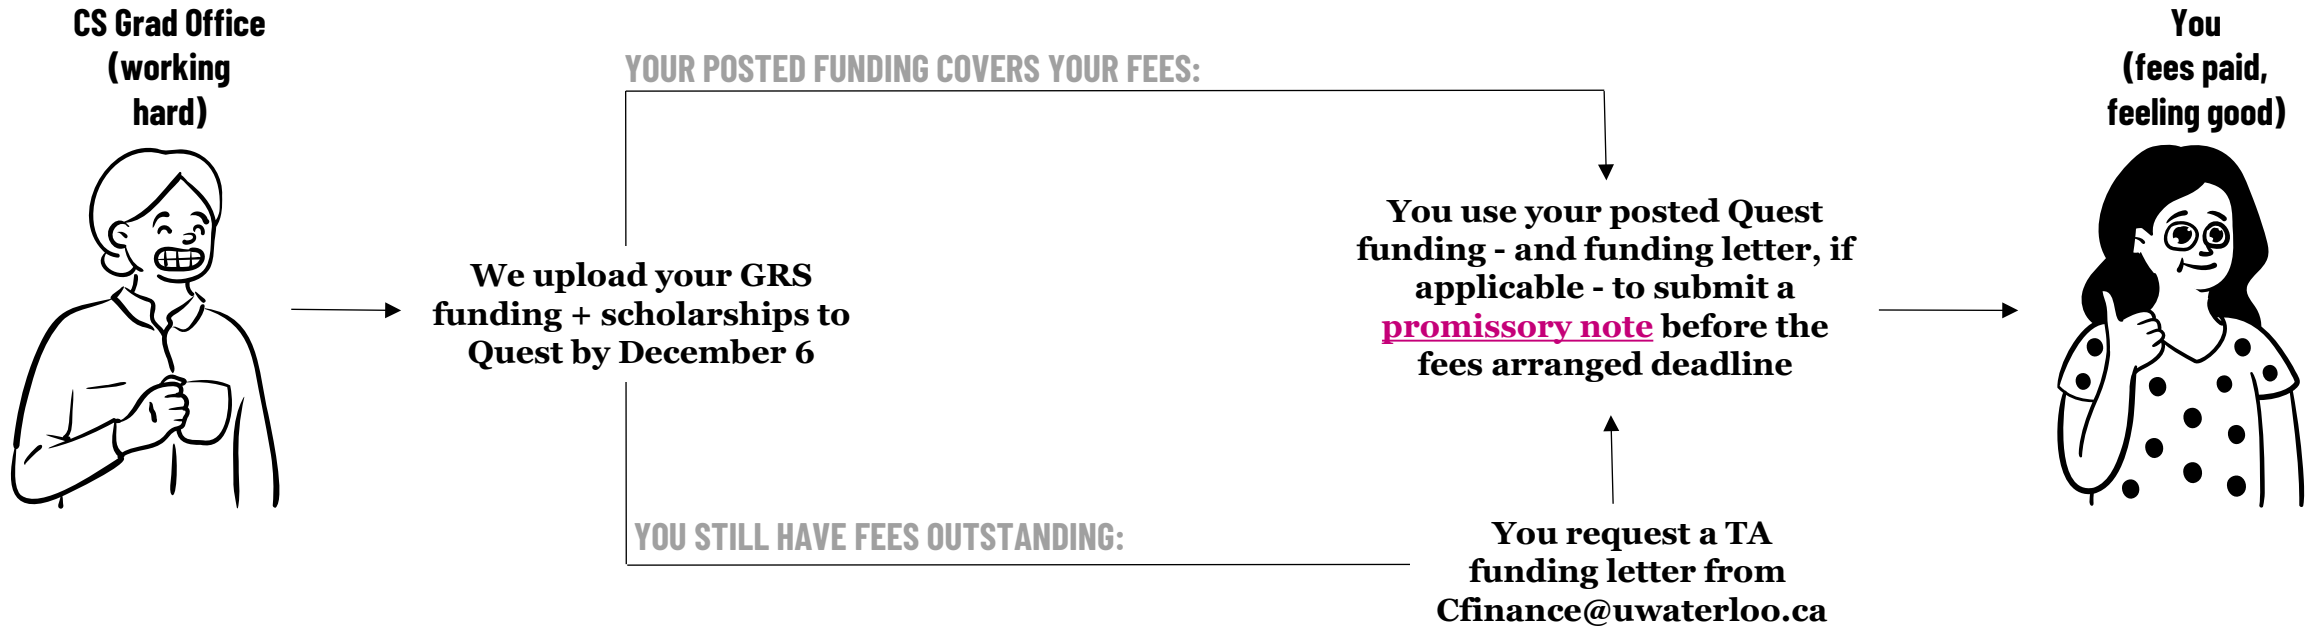 CS Grad Office
(working
hard)
YOUR POSTED FUNDING COVERS YOUR FEES:
You
(fees paid,
feeling good)
We upload your GRS
funding + scholarships to
Quest by December 6
You use your posted Quest
funding - and funding letter, if
applicable - to submit a
promissory note before the
fees arranged deadline
YOU STILL HAVE FEES OUTSTANDING:
You request a TA
funding letter from
Cfinance@uwaterloo.ca